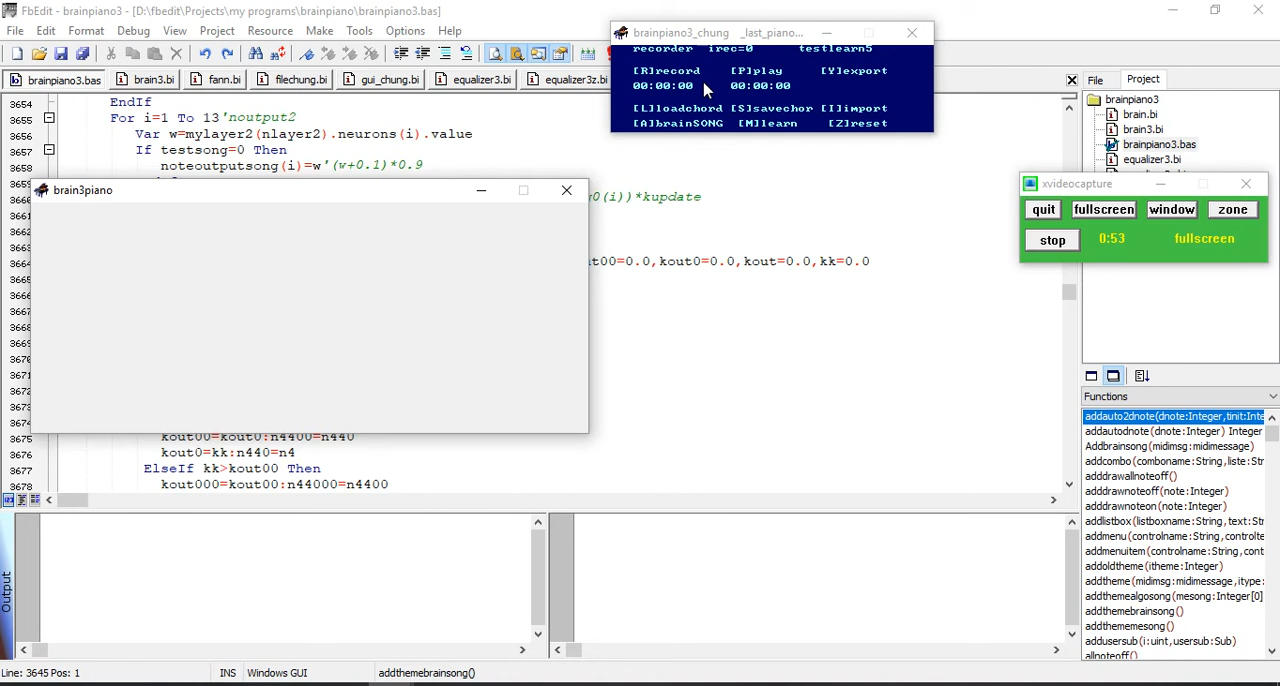 FbEdit - brainpiano3 - [D:\fbedit\Projects\my programs\brainpiano\brainpiano3.bas]
File Edit Format Debug View Project Resource Make Tools Options Help
brainpiano3.bas brain3.bi fann.bi filechung.bi gui_chung.bi equalizer3.bi equalizer3z.bi
3654 EndIf
3655 For i=1 To 13'noutput2
3656 Var w=mylayer2(nlayer2).neurons(i).value
3657 If testsong=0 Then
3658 noteoutputsong(i)=w'(w+0.1)*0.9
(i))*kupdate
t00=0.0,kout0=0.0,kout=0.0,kk=0.0
3675 kout00=kout0:n4400=n440
3676 kout0=kk:n440=n4
3677 ElseIf kk>kout00 Then
3678 kout000=kout00:n44000=n4400
brain3piano
brainpiano3_chung _last_piano...
recorder irec=0 testlearn5
[R]record [P]play [Y]export
00:00:00 00:00:00
[L]loadchord [S]savechor [I]import
[A]brainSONG [M]learn [Z]reset
xvideocapture
quit fullscreen window zone
stop 0:53 fullscreen
File Project
brainpiano3
brain.bi
brain3.bi
brainpiano3.bas
equalizer3.bi
Functions
addauto2dnote(dnote:Integer,tinit:Inte
addautodnote(dnote:Integer) Integer
Addbrainsong(midimsg:midimessage)
addcombo(comboname:String,liste:Str
adddrawallnoteoff()
adddrawnoteoff(note:Integer)
adddrawnoteon(note:Integer)
addlistbox(listboxname:String,text:Str
addmenu(controlname:String,controlte
addmenuitem(controlname:String,cont
addoldtheme(itheme:Integer)
addtheme(midimsg:midimessage,itype:
addthemealgosong(mesong:Integer[0]
addthemebrainsong()
addthememesong()
addusersub(i:uint,usersub:Sub)
allnoteoff()
Output
Line: 3645 Pos: 1 INS Windows GUI addthemebrainsong()